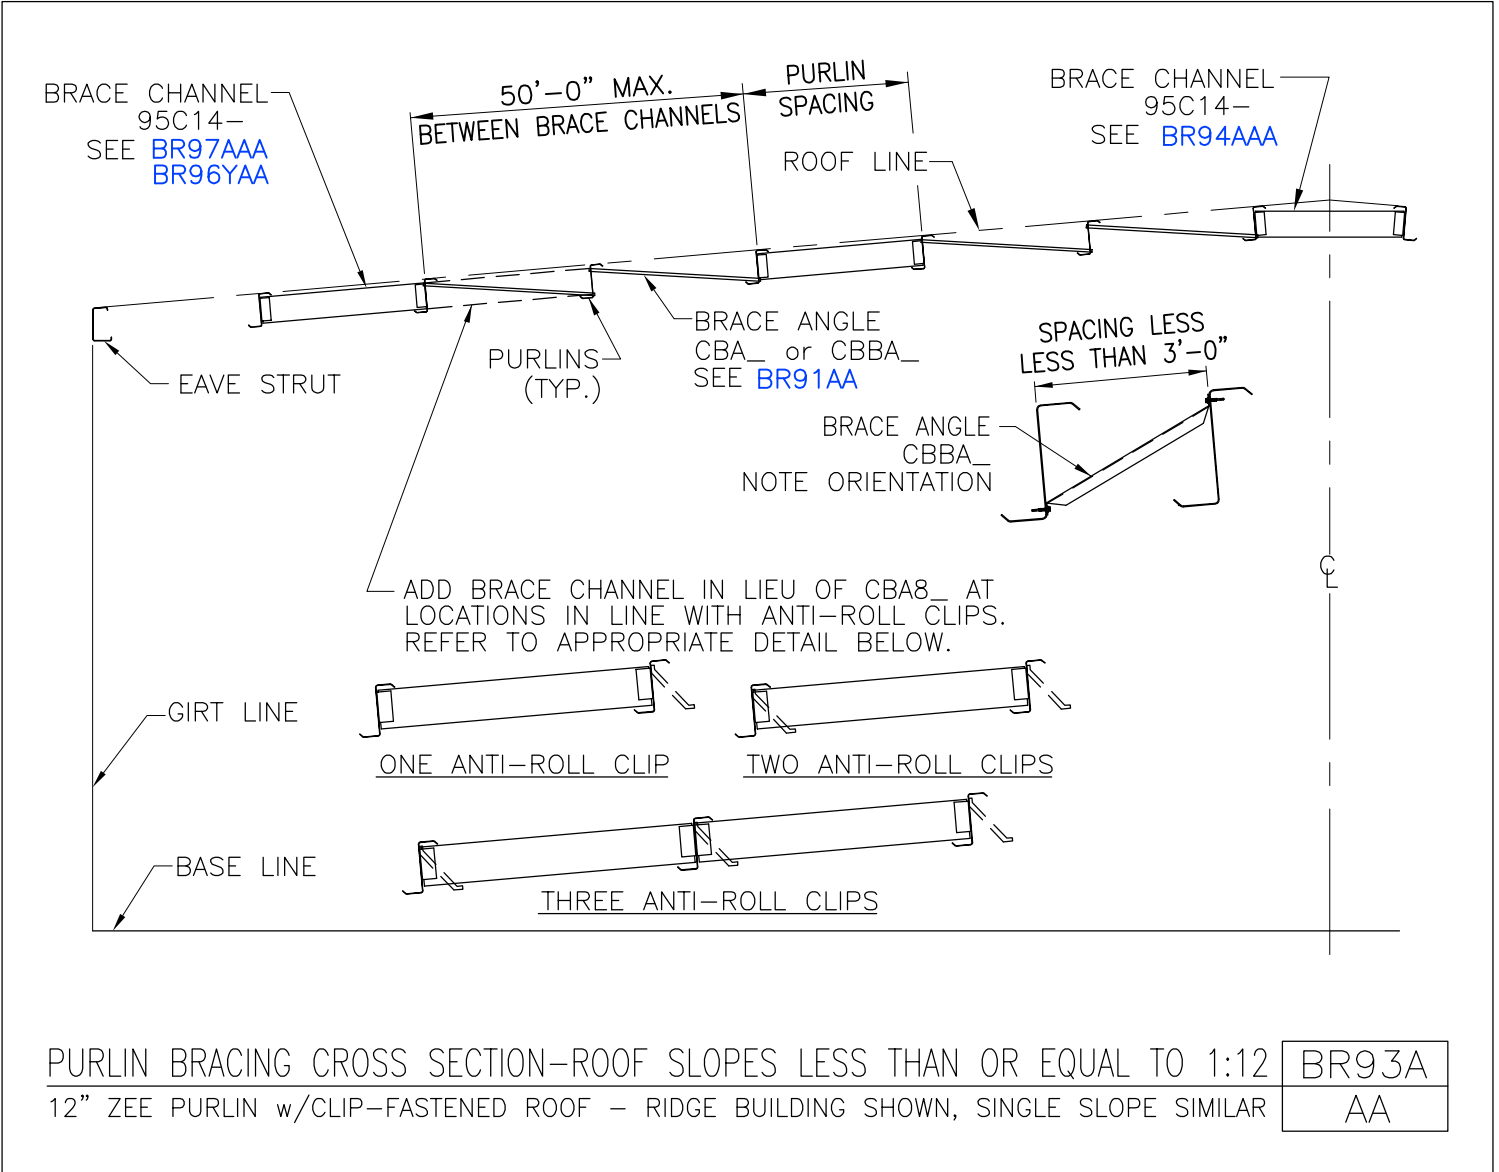 BRACE CHANNEL
95C14-
SEE BR97AAA
BR96YAA
50'-0" MAX.
BETWEEN BRACE CHANNELS
PURLIN
SPACING
ROOF LINE
BRACE CHANNEL
95C14-
SEE BR94AAA
EAVE STRUT
PURLINS
(TYP.)
BRACE ANGLE
CBA_ or CBBA_
SEE BR91AA
SPACING LESS
LESS THAN 3'-0"
BRACE ANGLE
CBBA_
NOTE ORIENTATION
ADD BRACE CHANNEL IN LIEU OF CBA8_ AT
LOCATIONS IN LINE WITH ANTI-ROLL CLIPS.
REFER TO APPROPRIATE DETAIL BELOW.
℄
GIRT LINE
ONE ANTI-ROLL CLIP
TWO ANTI-ROLL CLIPS
BASE LINE
THREE ANTI-ROLL CLIPS
PURLIN BRACING CROSS SECTION-ROOF SLOPES LESS THAN OR EQUAL TO 1:12
BR93A
12" ZEE PURLIN w/CLIP-FASTENED ROOF - RIDGE BUILDING SHOWN, SINGLE SLOPE SIMILAR
AA